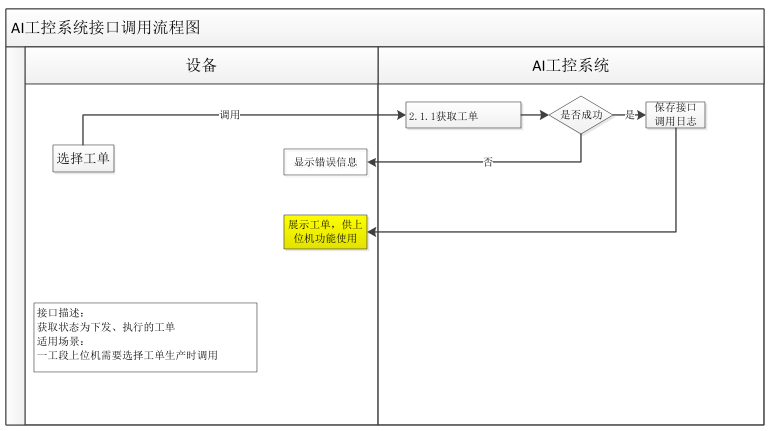 AI工控系统接口调用流程图
设备
AI工控系统
调用
2.1.1获取工单
是否成功
是
保存接口
调用日志
选择工单
显示错误信息
否
展示工单，供上
位机功能使用
接口描述：
获取状态为下发、执行的工单
适用场景：
一工段上位机需要选择工单生产时调用